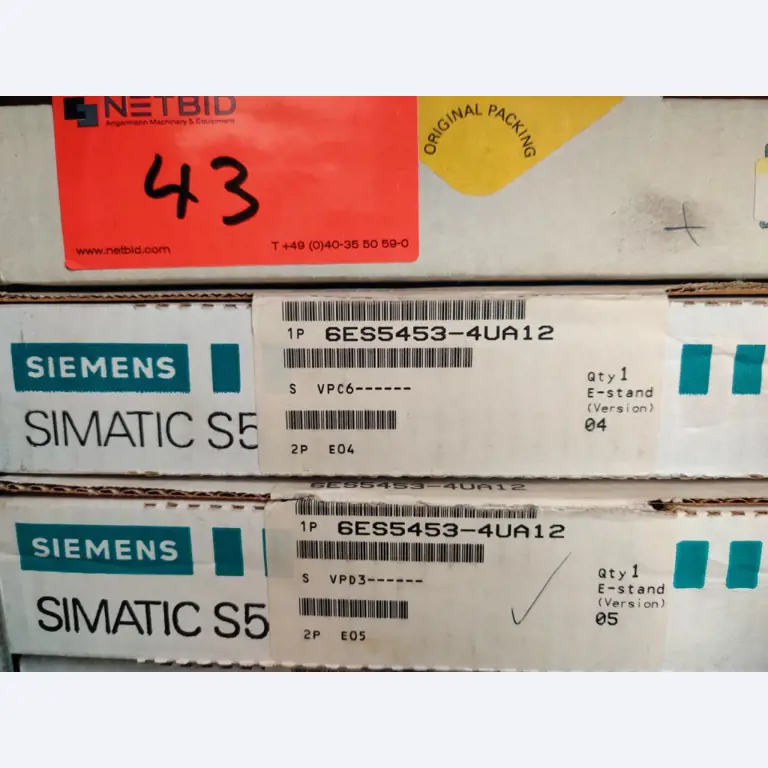 NETBID
Angermann Machinery & Equipment
43
www.netbid.com
T +49 (0)40-35 50 59-0
ORIGINAL PACKING
SIEMENS
SIMATIC S5
1P 6ES5453-4UA12
S VPC6------
2P E04
Qty 1
E-stand
(Version)
04
6ES5453-4UA12
SIEMENS
SIMATIC S5
1P 6ES5453-4UA12
S VPD3------
2P E05
Qty 1
E-stand
(Version)
05